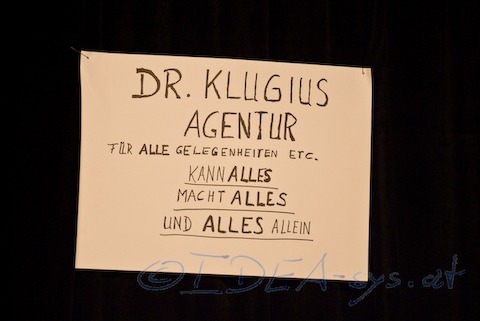 DR. KLUGIUS
AGENTUR
FÜR ALLE GELEGENHEITEN ETC.
KANN ALLES
MACHT ALLES
UND ALLES ALLEIN
©IDEA-sys.at